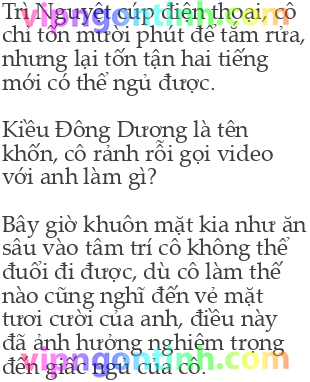 Trì Nguyệt cúp điện thoại, cô
chỉ tốn mười phút để tắm rửa,
nhưng lại tốn tận hai tiếng
mới có thể ngủ được.
Kiều Đông Dương là tên
khốn, cô rảnh rỗi gọi video
với anh làm gì?
Bây giờ khuôn mặt kia như ăn
sâu vào tâm trí cô không thể
đuổi đi được, dù cô làm thế
nào cũng nghĩ đến vẻ mặt
tươi cười của anh, điều này
đã ảnh hưởng nghiêm trọng
đến giấc ngủ của cô.
vipngontinh.com
vipngontinh.com